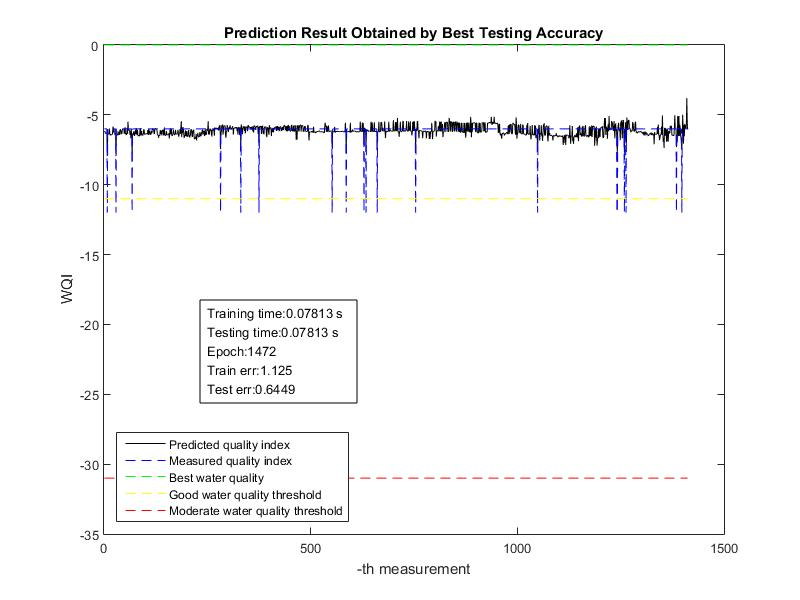 Prediction Result Obtained by Best Testing Accuracy
0
-5
-10
-15
-20
-25
-30
-35
WQI
Training time:0.07813 s
Testing time:0.07813 s
Epoch:1472
Train err:1.125
Test err:0.6449
Predicted quality index
Measured quality index
Best water quality
Good water quality threshold
Moderate water quality threshold
0
500
1000
1500
-th measurement